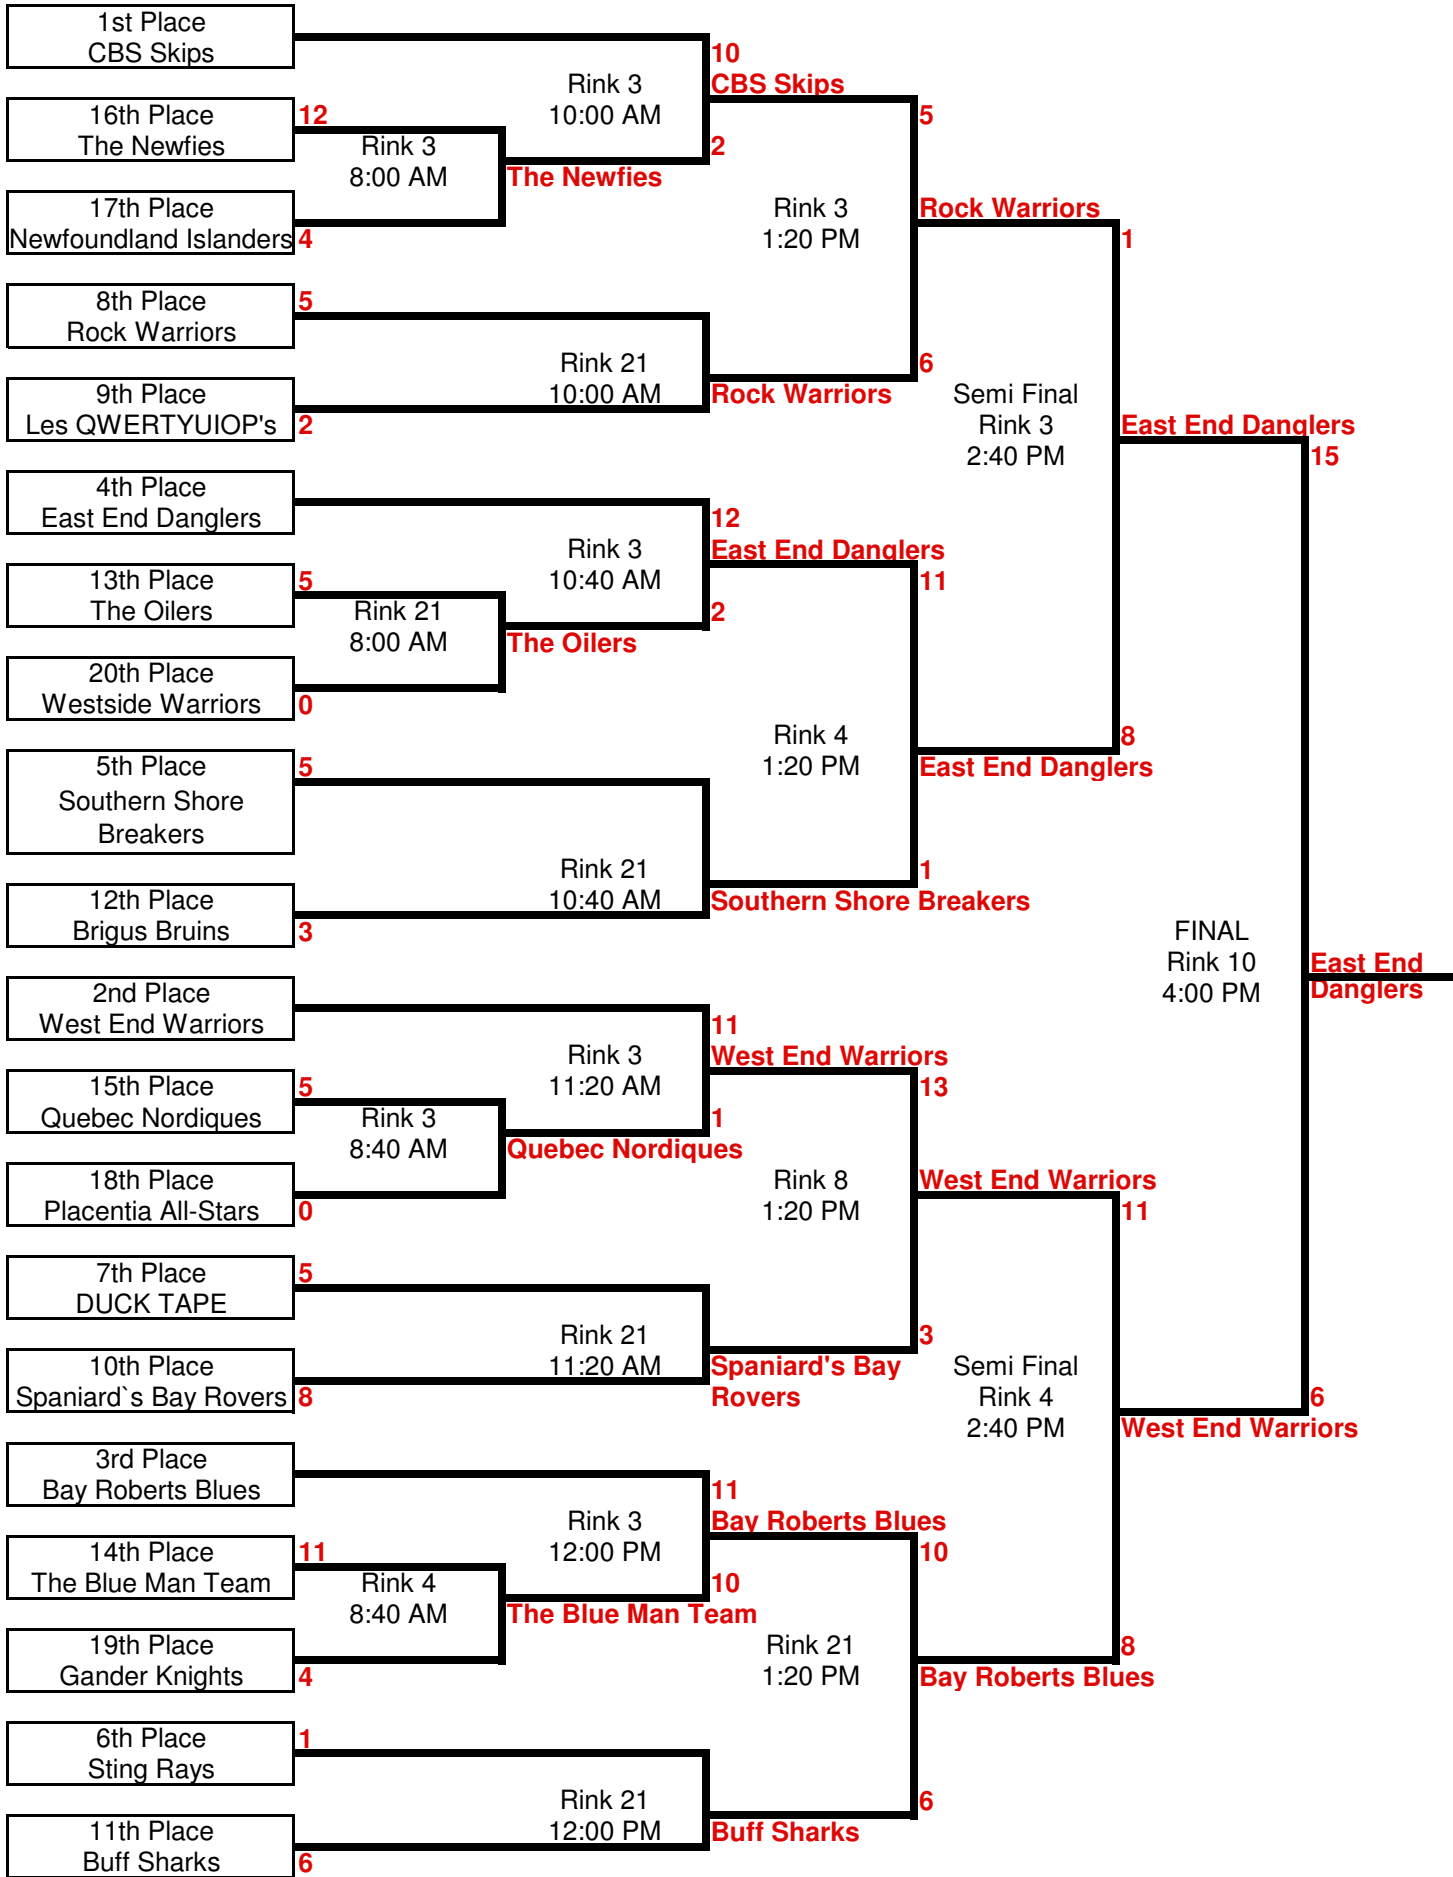 1st Place
CBS Skips
10
Rink 3
10:00 AM
CBS Skips
16th Place
The Newfies
12
5
Rink 3
8:00 AM
2
The Newfies
17th Place
Newfoundland Islanders
4
Rink 3
1:20 PM
Rock Warriors
1
8th Place
Rock Warriors
5
Rink 21
10:00 AM
6
Rock Warriors
9th Place
Les QWERTYUIOP's
2
Semi Final
Rink 3
2:40 PM
East End Danglers
15
4th Place
East End Danglers
12
Rink 3
10:40 AM
East End Danglers
11
13th Place
The Oilers
5
Rink 21
8:00 AM
2
The Oilers
20th Place
Westside Warriors
0
Rink 4
1:20 PM
8
East End Danglers
5th Place
Southern Shore
Breakers
5
Rink 21
10:40 AM
1
Southern Shore Breakers
12th Place
Brigus Bruins
3
FINAL
Rink 10
4:00 PM
East End
Danglers
2nd Place
West End Warriors
11
Rink 3
11:20 AM
West End Warriors
13
15th Place
Quebec Nordiques
5
Rink 3
8:40 AM
1
Quebec Nordiques
18th Place
Placentia All-Stars
0
Rink 8
1:20 PM
West End Warriors
11
7th Place
DUCK TAPE
5
Rink 21
11:20 AM
3
Spaniard's Bay
Rovers
10th Place
Spaniard`s Bay Rovers
8
Semi Final
Rink 4
2:40 PM
6
West End Warriors
3rd Place
Bay Roberts Blues
11
Rink 3
12:00 PM
Bay Roberts Blues
10
14th Place
The Blue Man Team
11
Rink 4
8:40 AM
10
The Blue Man Team
19th Place
Gander Knights
4
Rink 21
1:20 PM
8
Bay Roberts Blues
6th Place
Sting Rays
1
Rink 21
12:00 PM
6
Buff Sharks
11th Place
Buff Sharks
6